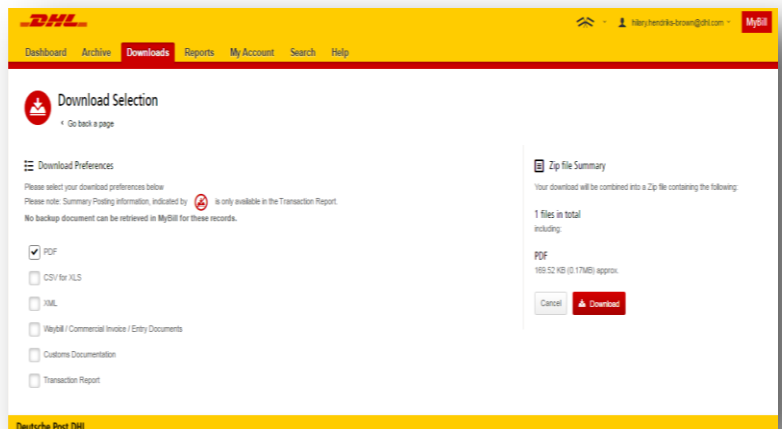 DHL
hilary.hendriks-brown@dhl.com
MyBill
Dashboard Archive Downloads Reports My Account Search Help
Download Selection
Go back a page
Download Preferences
Please select your download preferences below
Please note: Summary Posting information, indicated by is only available in the Transaction Report.
No backup document can be retrieved in MyBill for these records.
PDF
CSV for XLS
XML
Waybill / Commercial Invoice / Entry Documents
Customs Documentation
Transaction Report
Zip file Summary
Your download will be combined into a Zip file containing the following:
1 files in total
including:
PDF
169.52 KB (0.17MB) approx.
Cancel Download
Deutsche Post DHL